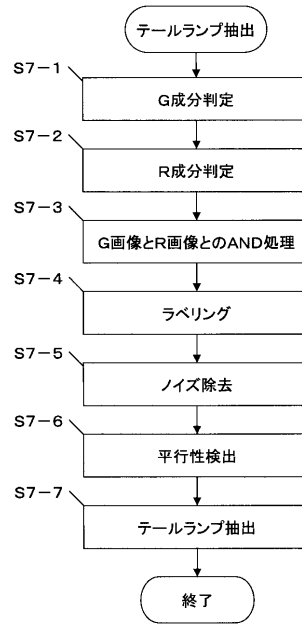 テールランプ抽出
S7-1
G成分判定
S7-2
R成分判定
S7-3
G画像とR画像とのAND処理
S7-4
ラベリング
S7-5
ノイズ除去
S7-6
平行性検出
S7-7
テールランプ抽出
終了